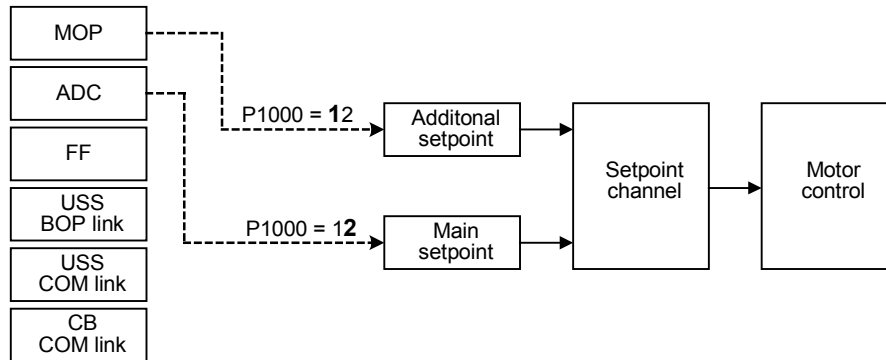 MOP
ADC
FF
USS
BOP link
USS
COM link
CB
COM link
P1000 = 12
P1000 = 12
Additonal
setpoint
Main
setpoint
Setpoint
channel
Motor
control